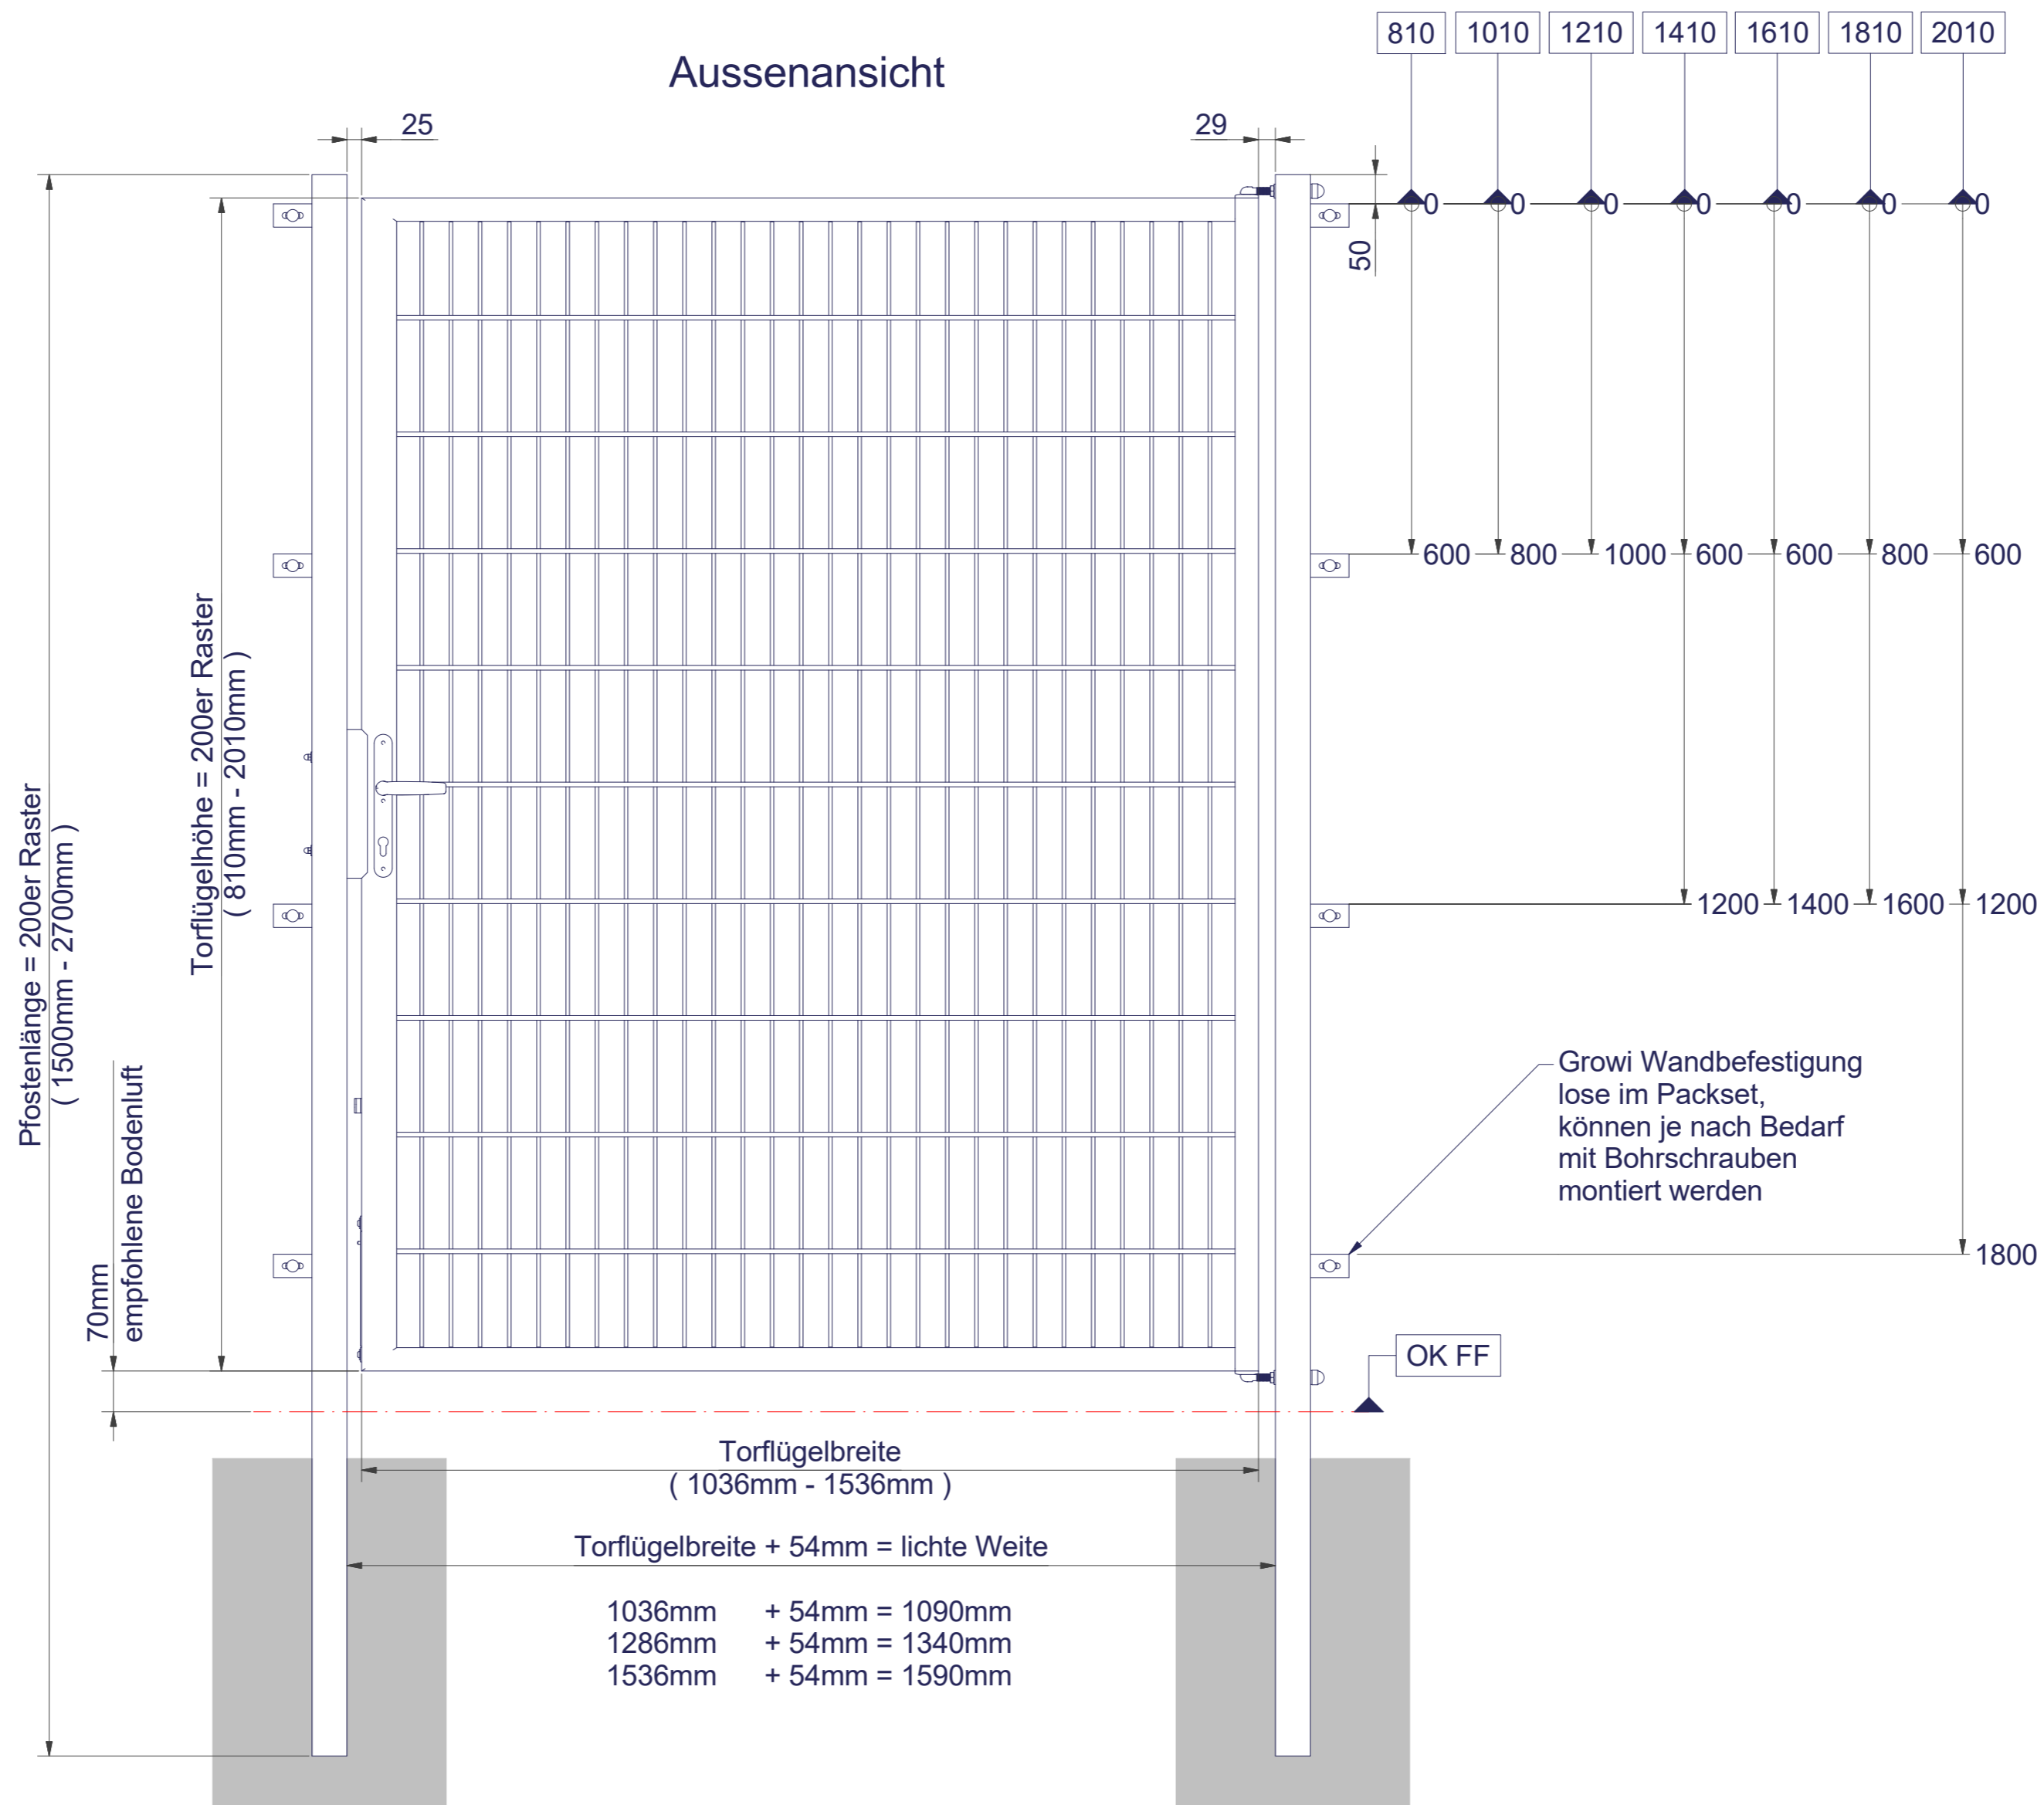 810 1010 1210 1410 1610 1810 2010
Aussenansicht
25
29
0 0 0 0 0 0 0
50
600 800 1000 600 600 800 600
Torflügelhöhe = 200er Raster
( 810mm - 2010mm )
Pfostenlänge = 200er Raster
( 1500mm - 2700mm )
1200 1400 1600 1200
70mm
empfohlene Bodenluft
Growi Wandbefestigung
lose im Packset,
können je nach Bedarf
mit Bohrschrauben
montiert werden
1800
OK FF
Torflügelbreite
( 1036mm - 1536mm )
Torflügelbreite + 54mm = lichte Weite
1036mm + 54mm = 1090mm
1286mm + 54mm = 1340mm
1536mm + 54mm = 1590mm